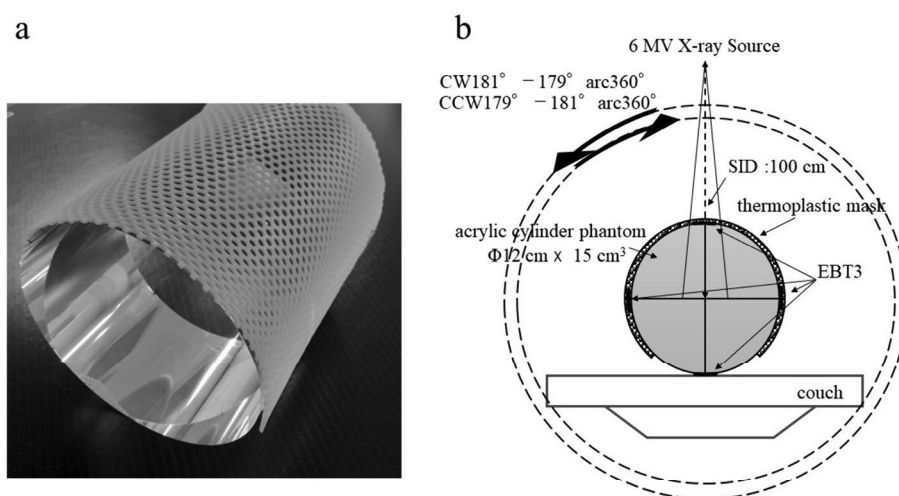 a
b
6 MV X-ray Source
CW181° －179° arc360°
CCW179° －181° arc360°
SID :100 cm
thermoplastic mask
acrylic cylinder phantom
Φ12 cm x 15 cm³
EBT3
couch